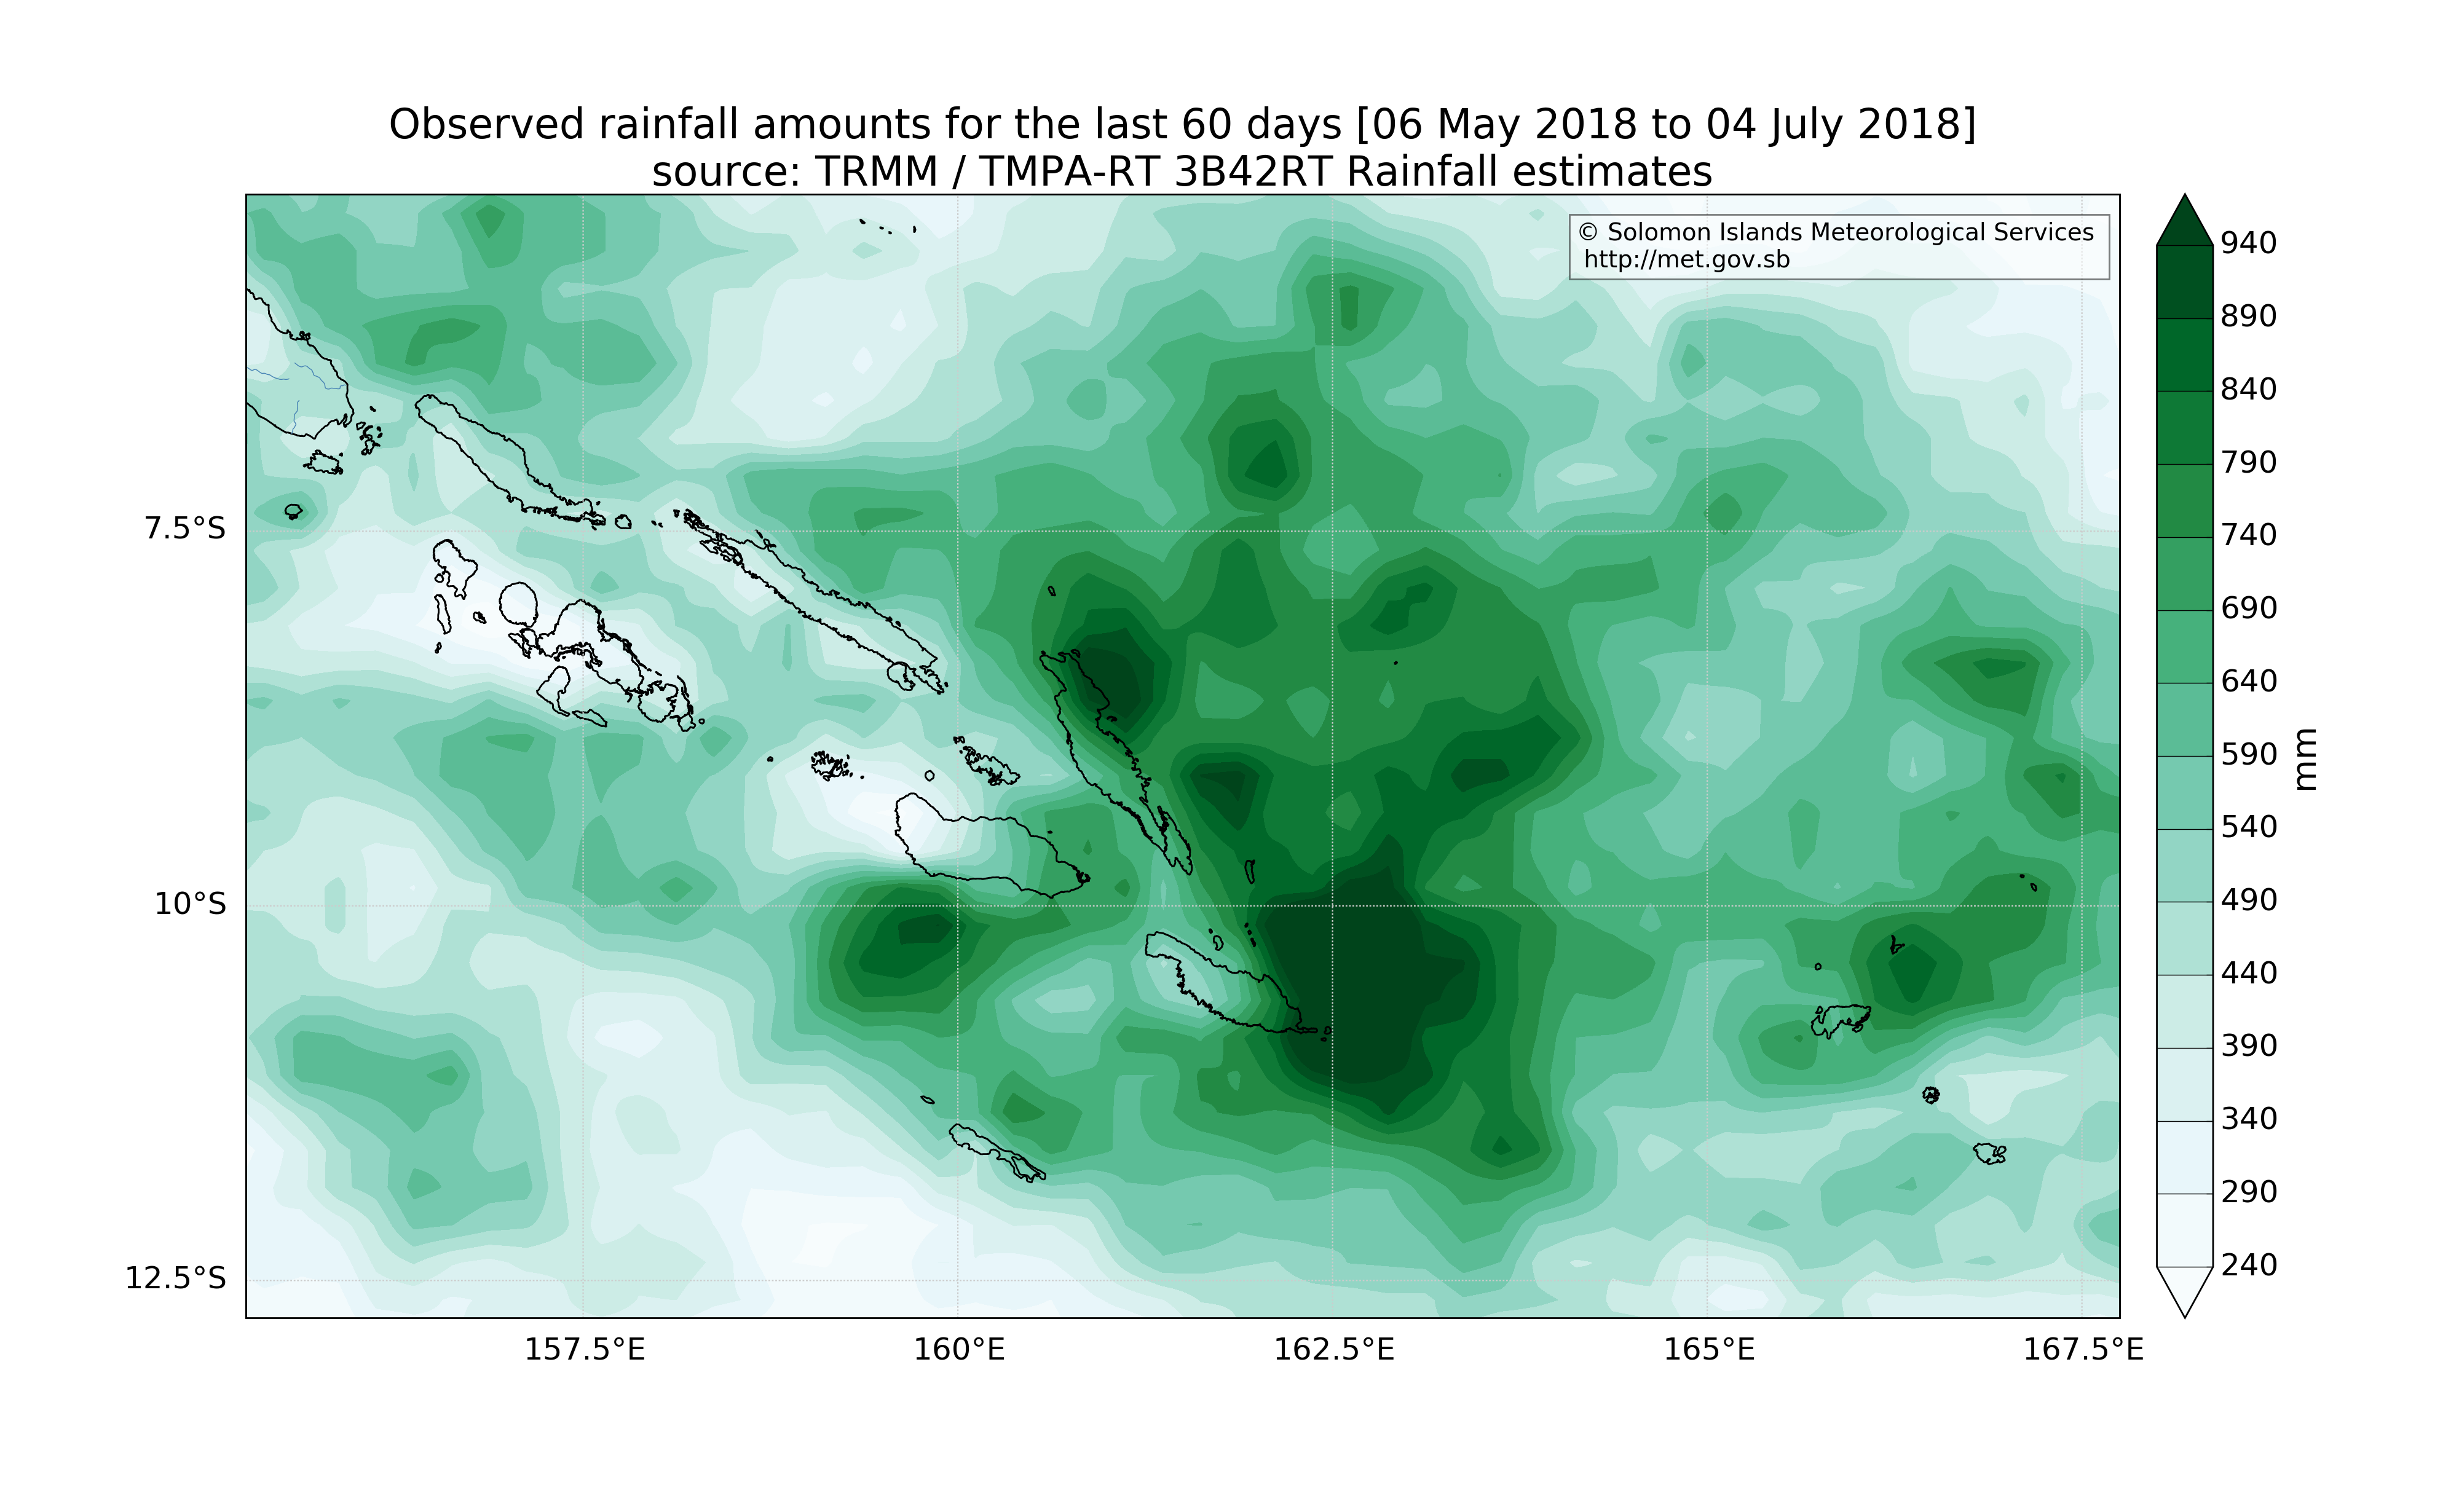 Observed rainfall amounts for the last 60 days [06 May 2018 to 04 July 2018]
source: TRMM / TMPA-RT 3B42RT Rainfall estimates
© Solomon Islands Meteorological Services
http://met.gov.sb
7.5°S
10°S
12.5°S
157.5°E
160°E
162.5°E
165°E
167.5°E
940
890
840
790
740
690
640
590
540
490
440
390
340
290
240
mm